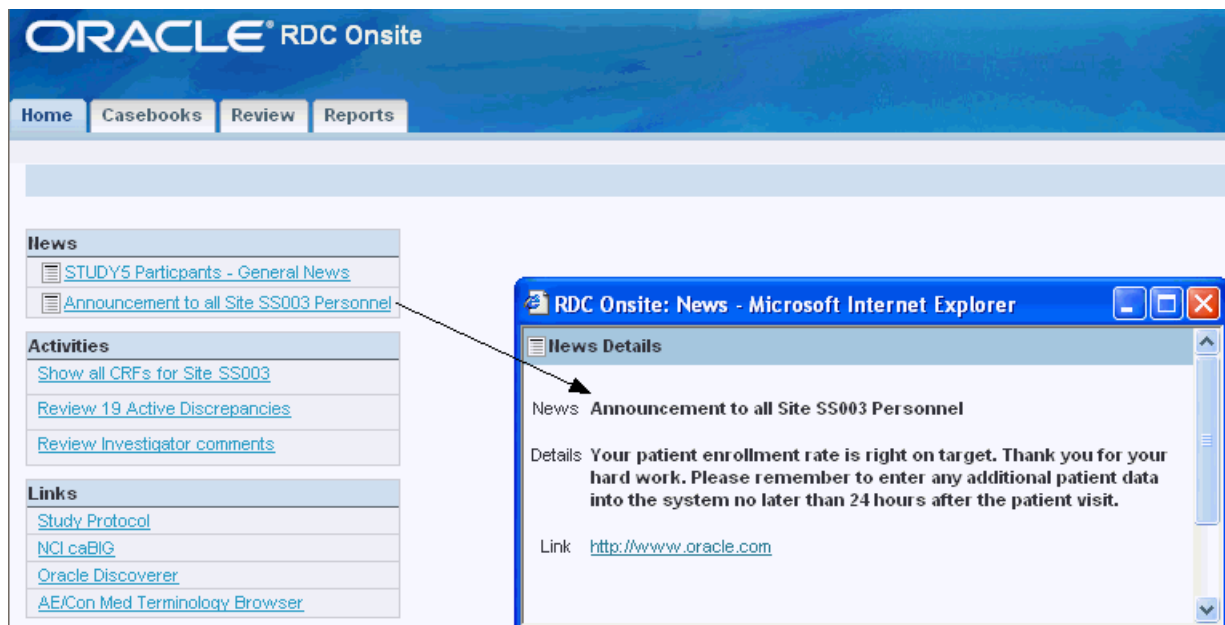 ORACLE® RDC Onsite
Home Casebooks Review Reports
News
STUDY5 Particpants - General News
Announcement to all Site SS003 Personnel
Activities
Show all CRFs for Site SS003
Review 19 Active Discrepancies
Review Investigator comments
Links
Study Protocol
NCI caBIG
Oracle Discoverer
AE/Con Med Terminology Browser
RDC Onsite: News - Microsoft Internet Explorer
News Details
News Announcement to all Site SS003 Personnel
Details Your patient enrollment rate is right on target. Thank you for your
hard work. Please remember to enter any additional patient data
into the system no later than 24 hours after the patient visit.
Link http://www.oracle.com